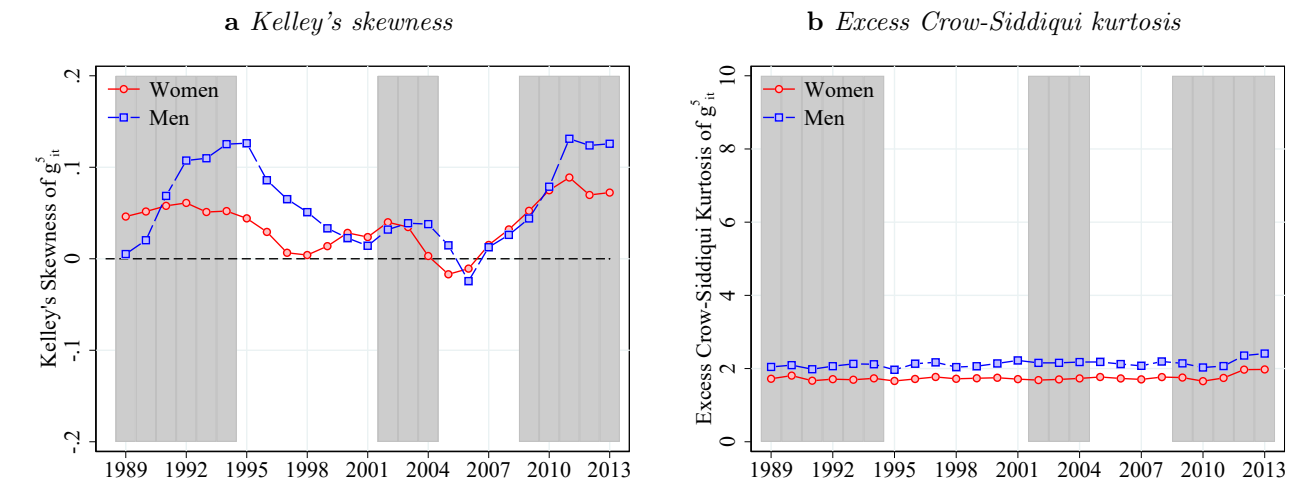 a Kelley's skewness
Kelley's Skewness of g⁵ᵢₜ
.2
.1
0
-.1
-.2
Women
Men
1989 1992 1995 1998 2001 2004 2007 2010 2013
b Excess Crow-Siddiqui kurtosis
Excess Crow-Siddiqui Kurtosis of g⁵ᵢₜ
10
8
6
4
2
0
Women
Men
1989 1992 1995 1998 2001 2004 2007 2010 2013